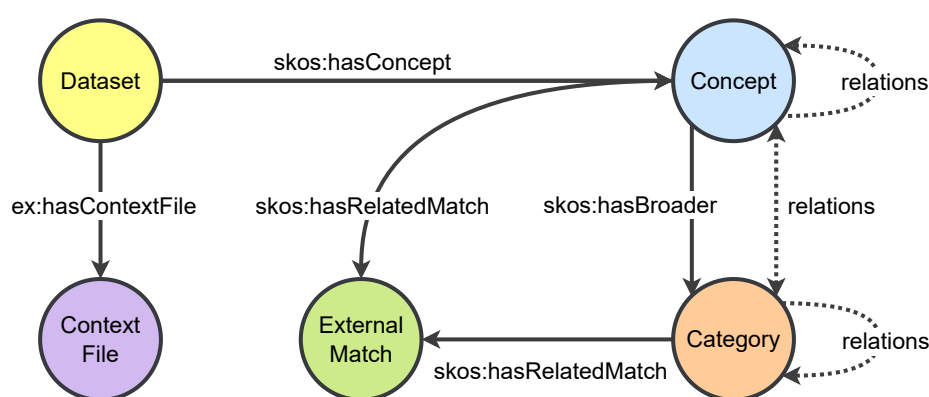 skos:hasConcept
Dataset
Concept
relations
ex:hasContextFile
skos:hasRelatedMatch
skos:hasBroader
relations
Context
File
External
Match
Category
relations
skos:hasRelatedMatch